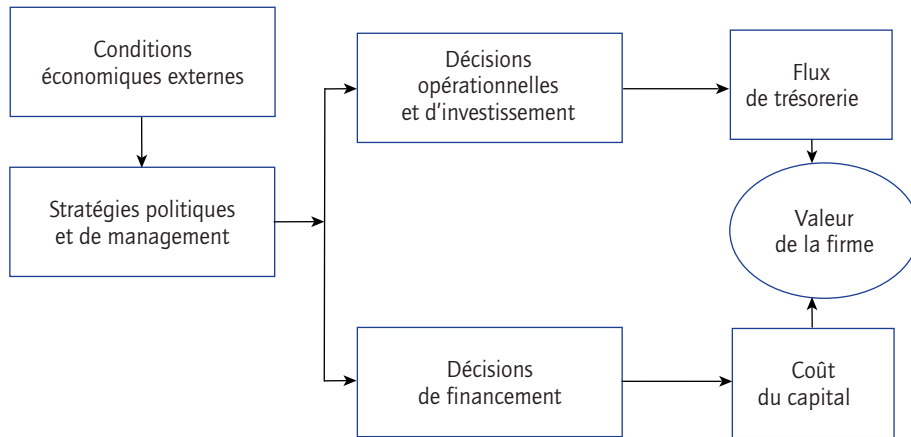 Conditions
économiques externes
Stratégies politiques
et de management
Décisions
opérationnelles
et d'investissement
Flux
de trésorerie
Valeur
de la firme
Décisions
de financement
Coût
du capital